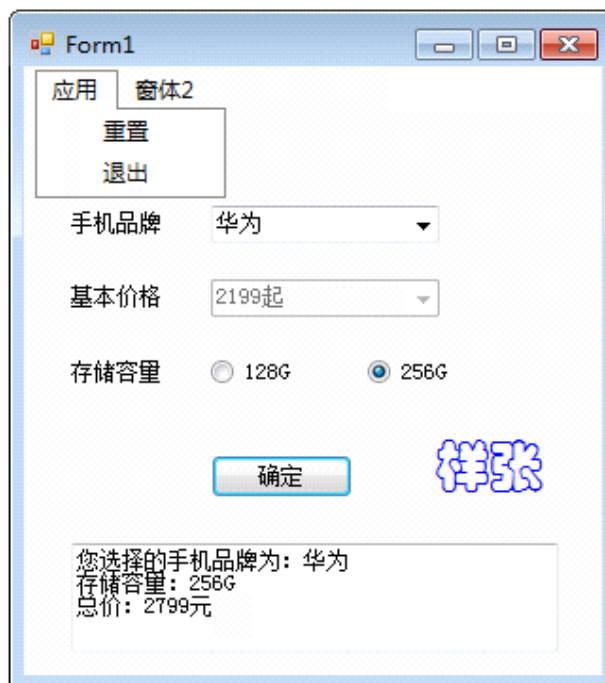 Form1
应用 窗体2
重置
退出
手机品牌 华为
基本价格 2199起
存储容量 128G 256G
确定 样张
您选择的手机品牌为：华为
存储容量：256G
总价：2799元